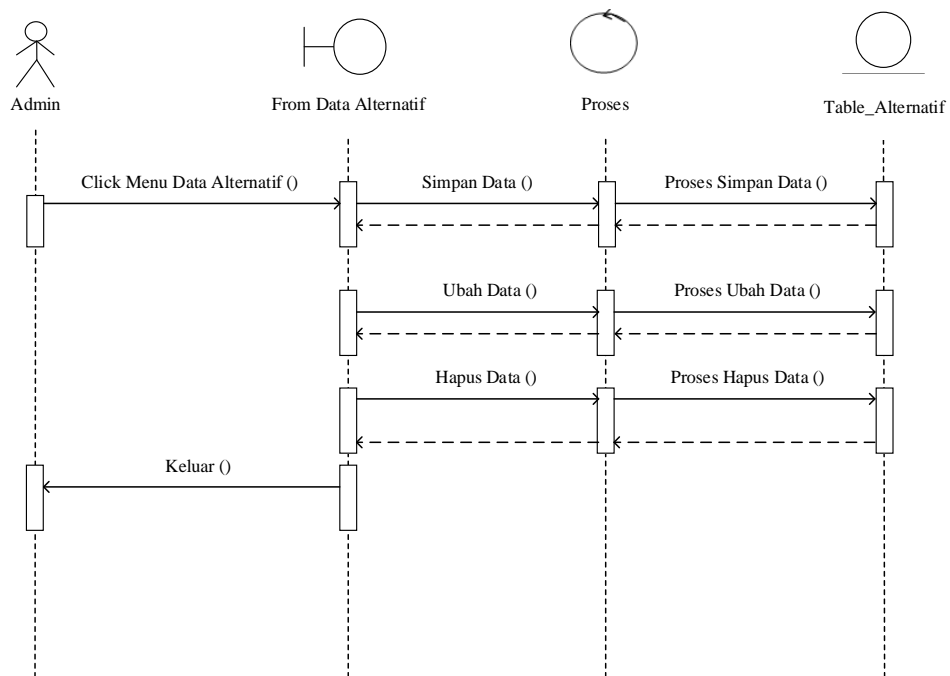 Admin
From Data Alternatif
Proses
Table_Alternatif
Click Menu Data Alternatif ()
Simpan Data ()
Proses Simpan Data ()
Ubah Data ()
Proses Ubah Data ()
Hapus Data ()
Proses Hapus Data ()
Keluar ()